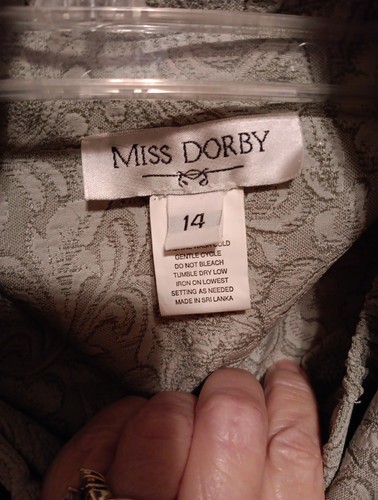 MISS DORBY
14
COLD
GENTLE CYCLE
DO NOT BLEACH
TUMBLE DRY LOW
IRON ON LOWEST
SETTING AS NEEDED
MADE IN SRI LANKA